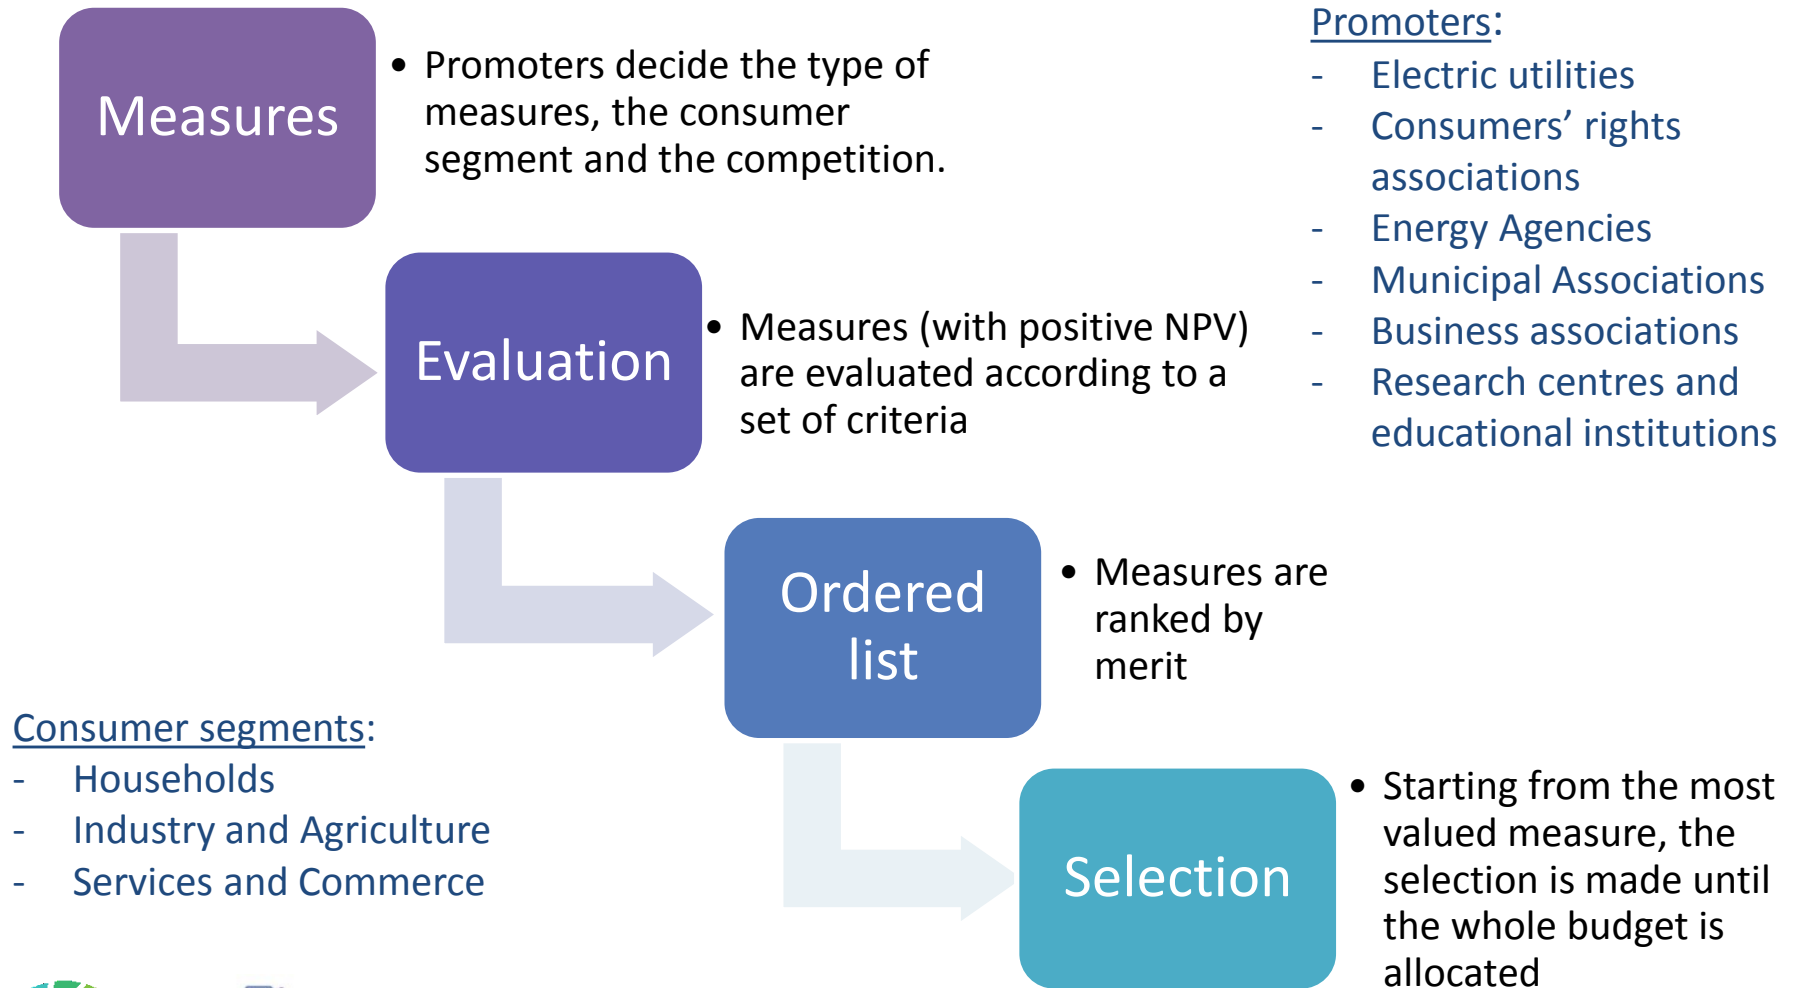 Measures
• Promoters decide the type of
measures, the consumer
segment and the competition.
Promoters:
- Electric utilities
- Consumers’ rights
associations
- Energy Agencies
- Municipal Associations
- Business associations
- Research centres and
educational institutions
Evaluation
• Measures (with positive NPV)
are evaluated according to a
set of criteria
Ordered
list
• Measures are
ranked by
merit
Consumer segments:
- Households
- Industry and Agriculture
- Services and Commerce
Selection
• Starting from the most
valued measure, the
selection is made until
the whole budget is
allocated